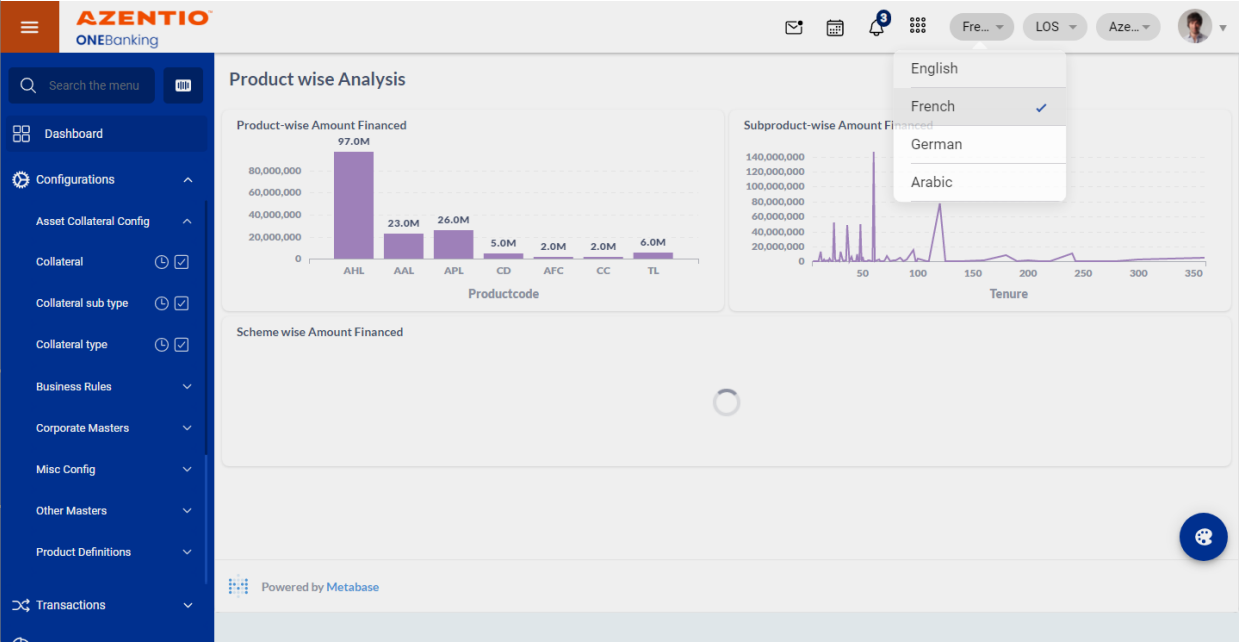 AZENTIO
ONEBanking
3
Fre...
LOS
Aze...
English
French
German
Arabic
Search the menu
Dashboard
Configurations
Asset Collateral Config
Collateral
Collateral sub type
Collateral type
Business Rules
Corporate Masters
Misc Config
Other Masters
Product Definitions
Transactions
Product wise Analysis
Product-wise Amount Financed
97.0M
80,000,000
60,000,000
40,000,000
20,000,000
0
23.0M
26.0M
5.0M
2.0M
2.0M
6.0M
AHL
AAL
APL
CD
AFC
CC
TL
Productcode
Subproduct-wise Amount Financed
140,000,000
120,000,000
100,000,000
80,000,000
60,000,000
40,000,000
20,000,000
0
50
100
150
200
250
300
350
Tenure
Scheme wise Amount Financed
Powered by Metabase